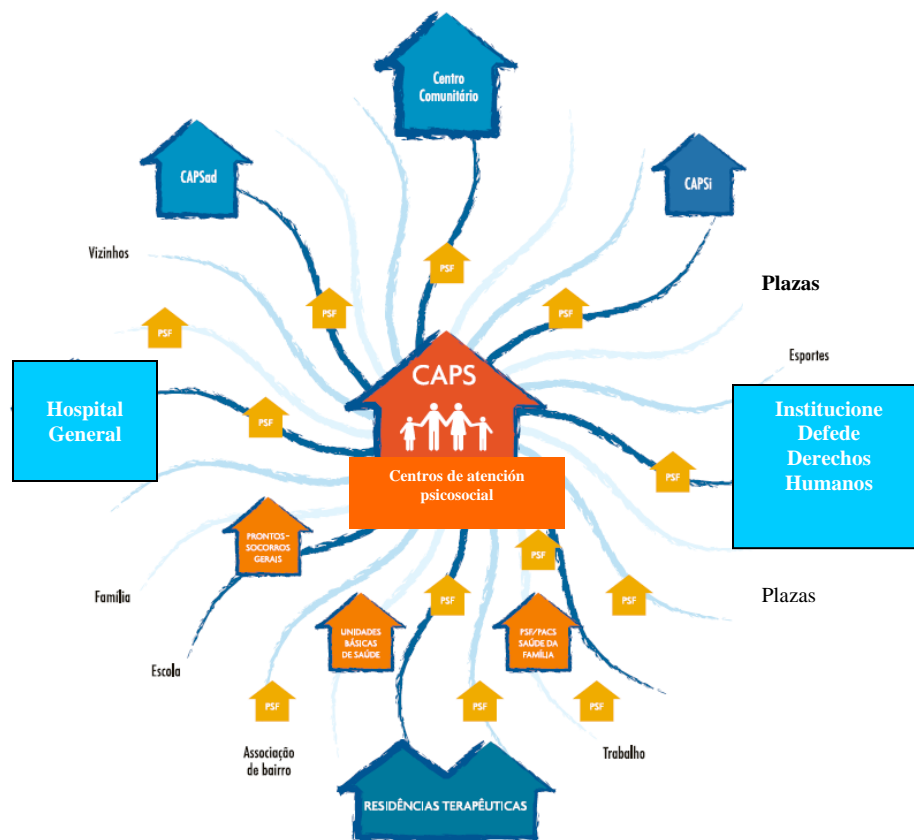 Centro
Comunitário
CAPSad
CAPSi
Vizinhos
PSF
PSF
PSF
PSF
Plazas
Esportes
CAPS
Hospital
General
PSF
Institucione
Defede
Derechos
Humanos
Centros de atención
psicosocial
PSF
PRONTOS-
SOCORROS
GERAIS
PSF
Família
PSF
PSF
Plazas
UNIDADES
BÁSICAS
DE SAÚDE
PSF/PACS
SAÚDE DA
FAMÍLIA
Escola
PSF
PSF
PSF
Associação
de bairro
Trabalho
RESIDÊNCIAS TERAPÊUTICAS